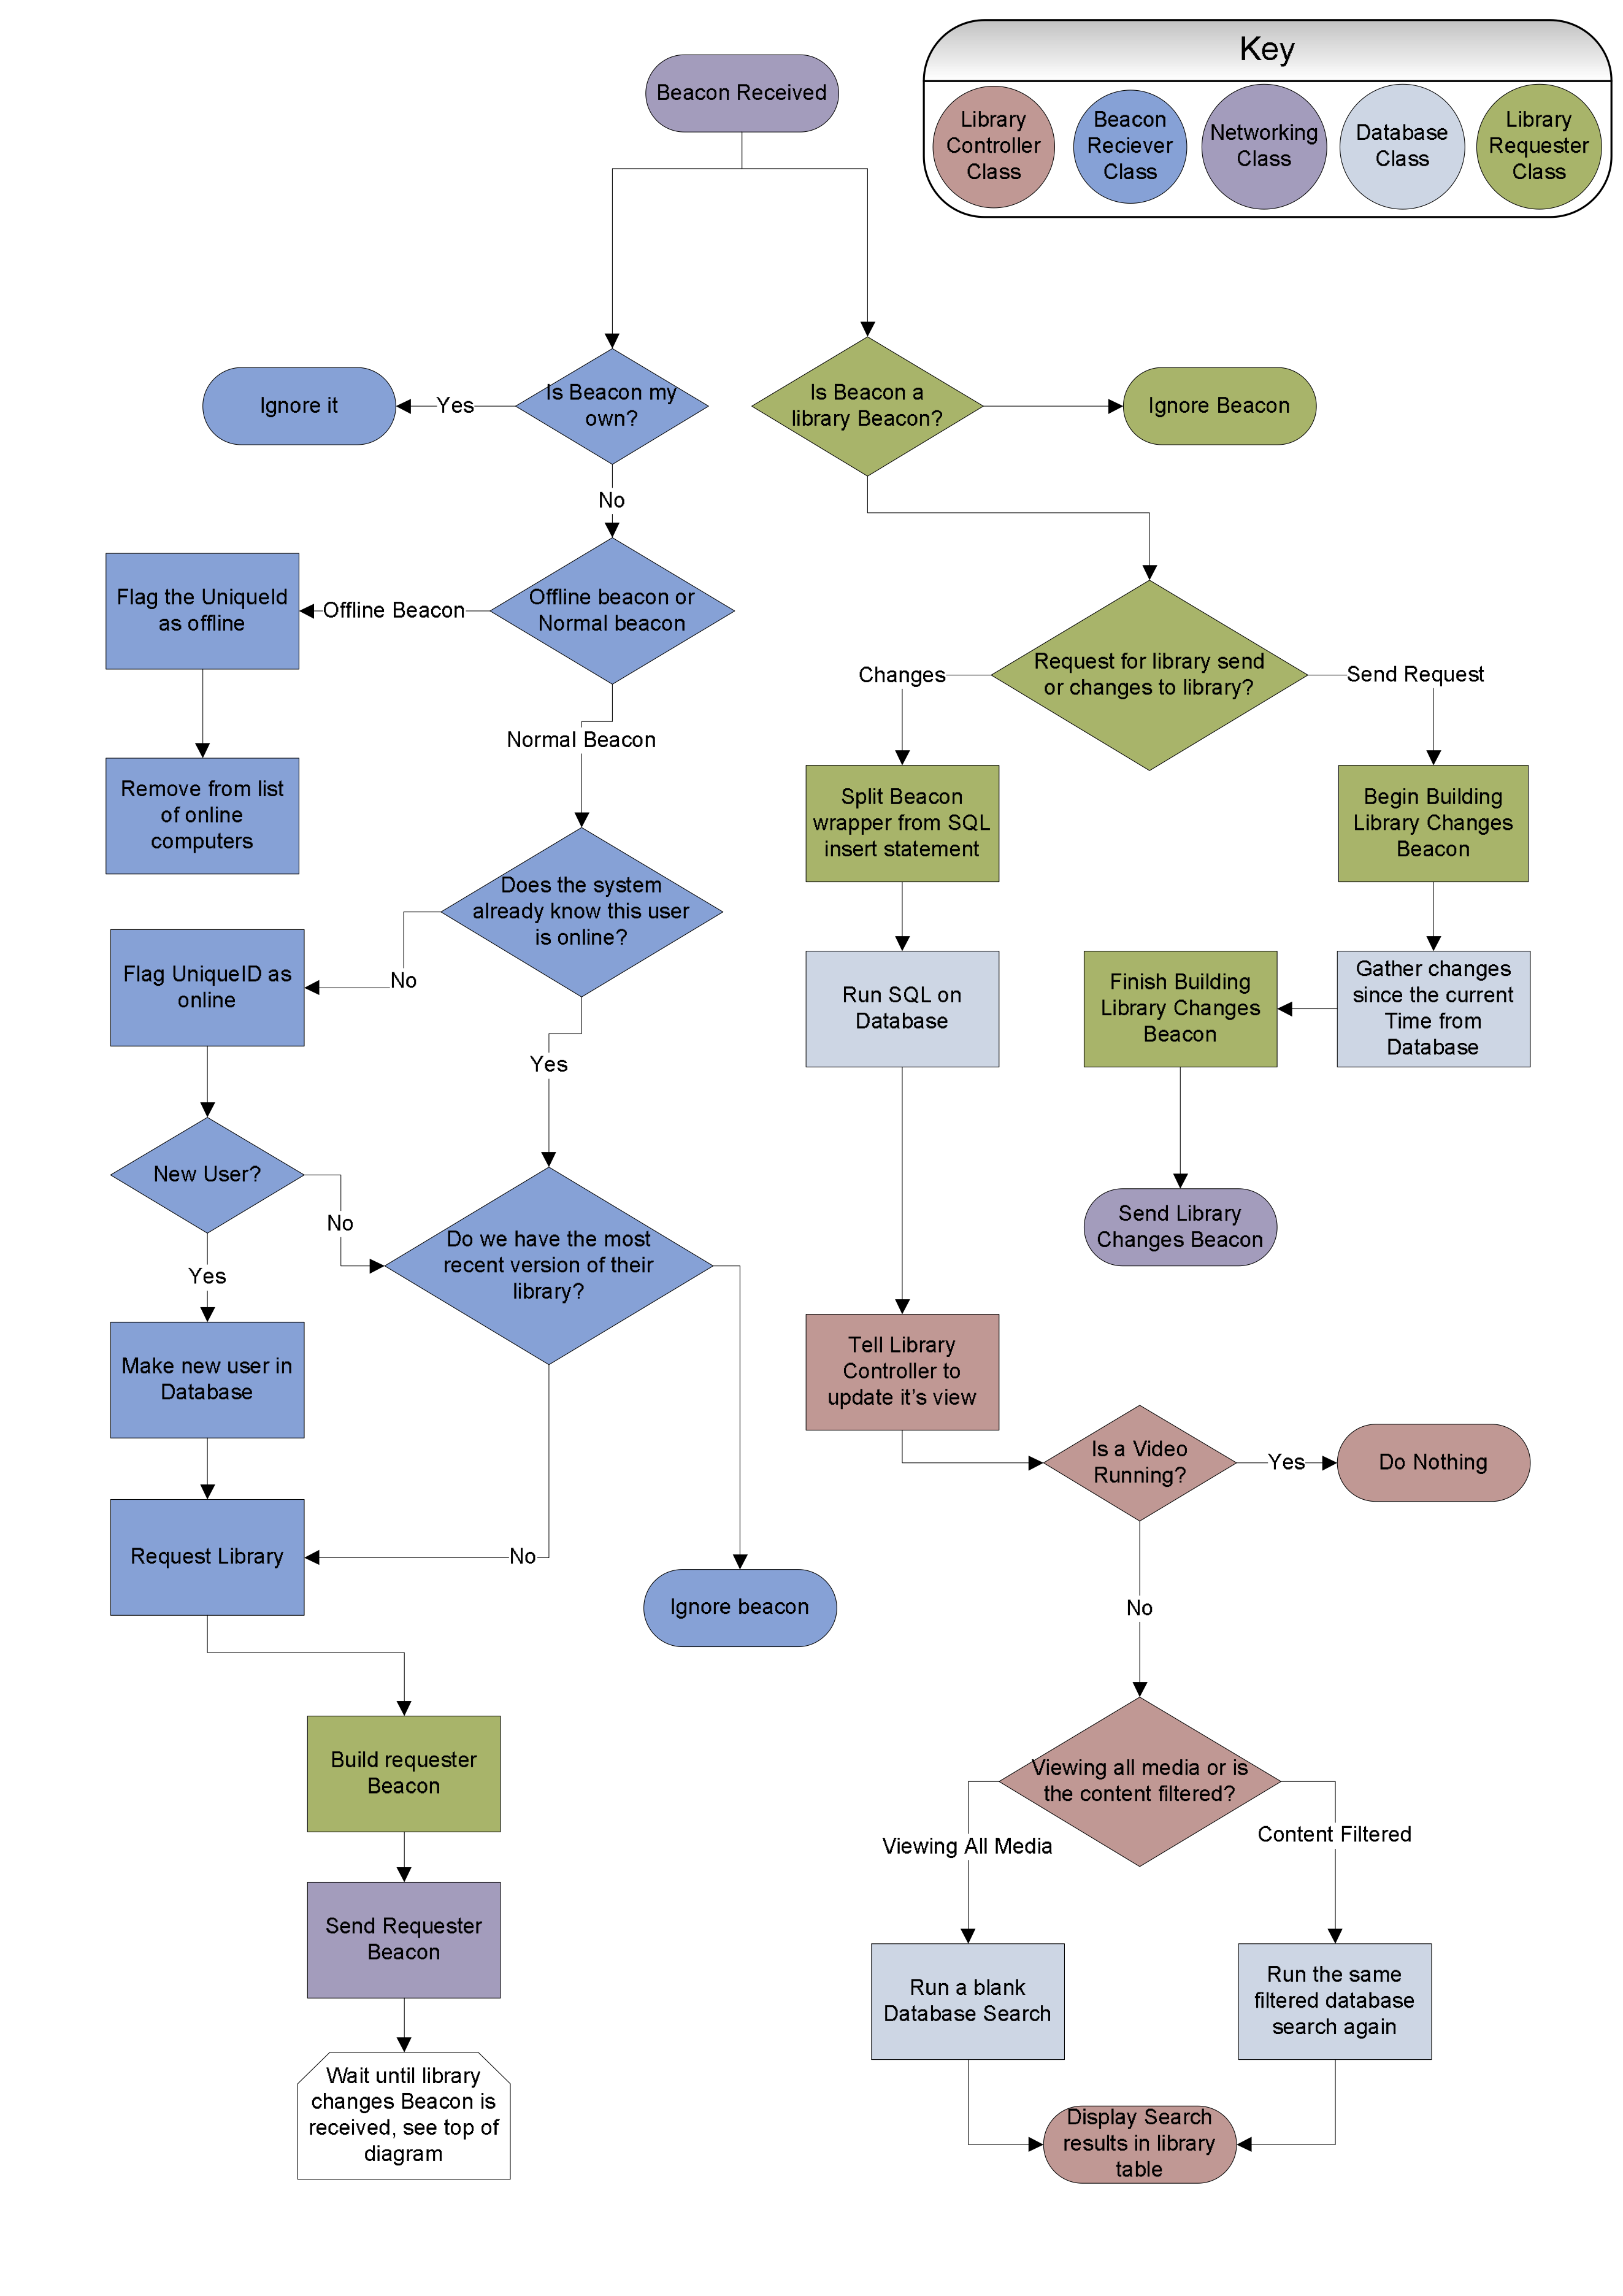 Key
Library
Controller
Class
Beacon
Reciever
Class
Networking
Class
Database
Class
Library
Requester
Class
Beacon Received
Ignore it
Yes
Is Beacon my
own?
Is Beacon a
library Beacon?
Ignore Beacon
No
Flag the UniqueId
as offline
Offline Beacon
Offline beacon or
Normal beacon
Request for library send
or changes to library?
Changes
Send Request
Normal Beacon
Remove from list
of online
computers
Split Beacon
wrapper from SQL
insert statement
Begin Building
Library Changes
Beacon
Does the system
already know this user
is online?
Flag UniqueID as
online
No
Run SQL on
Database
Finish Building
Library Changes
Beacon
Gather changes
since the current
Time from
Database
Yes
New User?
No
Do we have the most
recent version of their
library?
Send Library
Changes Beacon
Yes
Make new user in
Database
Tell Library
Controller to
update it's view
Is a Video
Running?
Yes
Do Nothing
Request Library
No
Ignore beacon
No
Build requester
Beacon
Viewing all media or is
the content filtered?
Viewing All Media
Content Filtered
Send Requester
Beacon
Run a blank
Database Search
Run the same
filtered database
search again
Wait until library
changes Beacon is
received, see top of
diagram
Display Search
results in library
table